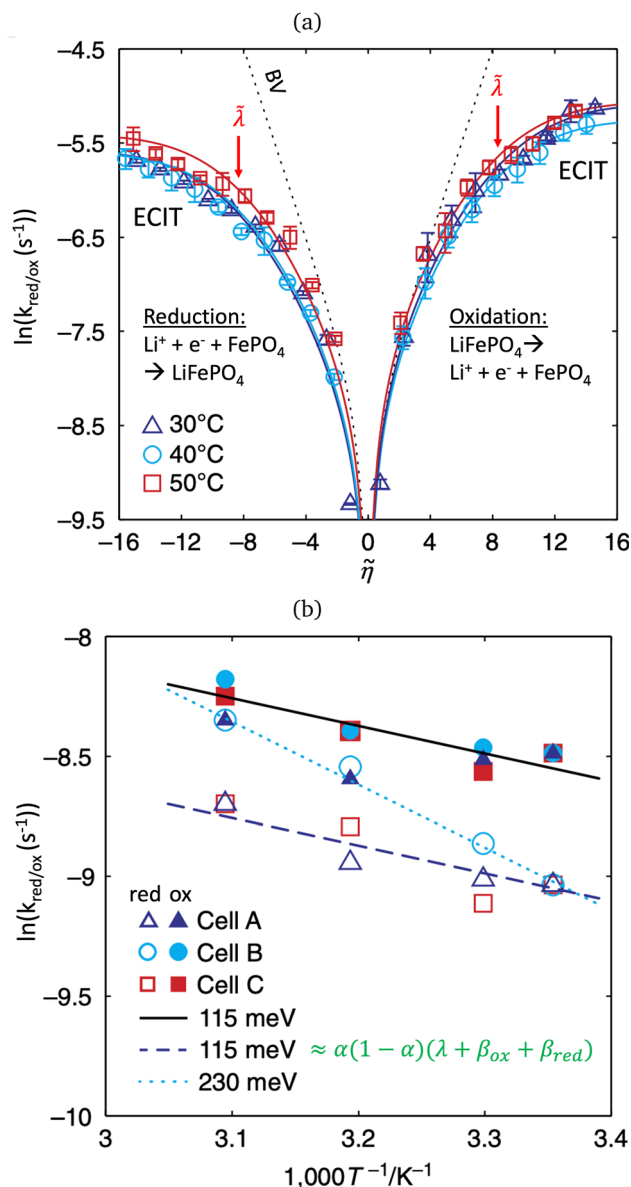 (a)
-4.5
-5.5
-6.5
-7.5
-8.5
-9.5
ln(k_red/ox (s⁻¹))
BV
λ̃
λ̃
ECIT
ECIT
Reduction:
Li⁺ + e⁻ + FePO₄
→ LiFePO₄
Oxidation:
LiFePO₄→
Li⁺ + e⁻ + FePO₄
30°C
40°C
50°C
-16 -12 -8 -4 0 4 8 12 16
η̃
(b)
-8
-8.5
-9
-9.5
-10
ln(k_red/ox (s⁻¹))
red ox
Cell A
Cell B
Cell C
115 meV
115 meV ≈ α(1 − α)(λ + β_ox + β_red)
230 meV
3 3.1 3.2 3.3 3.4
1,000T⁻¹/K⁻¹